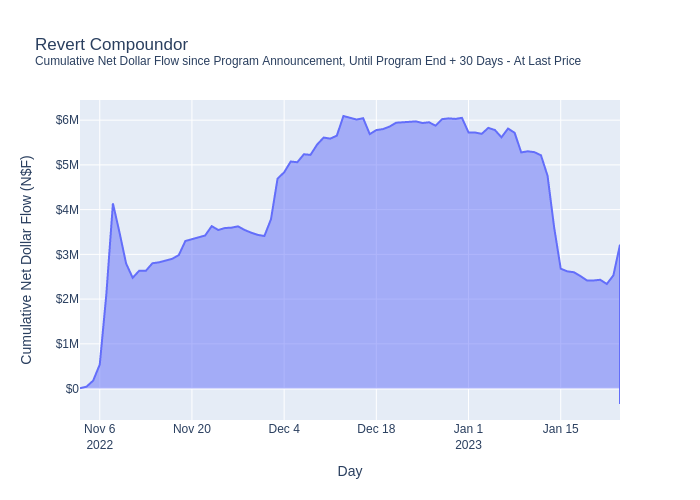 Revert Compoundor
Cumulative Net Dollar Flow since Program Announcement, Until Program End + 30 Days - At Last Price
Cumulative Net Dollar Flow (N$F)
$6M
$5M
$4M
$3M
$2M
$1M
$0
Nov 6
2022
Nov 20
Dec 4
Dec 18
Jan 1
2023
Jan 15
Day